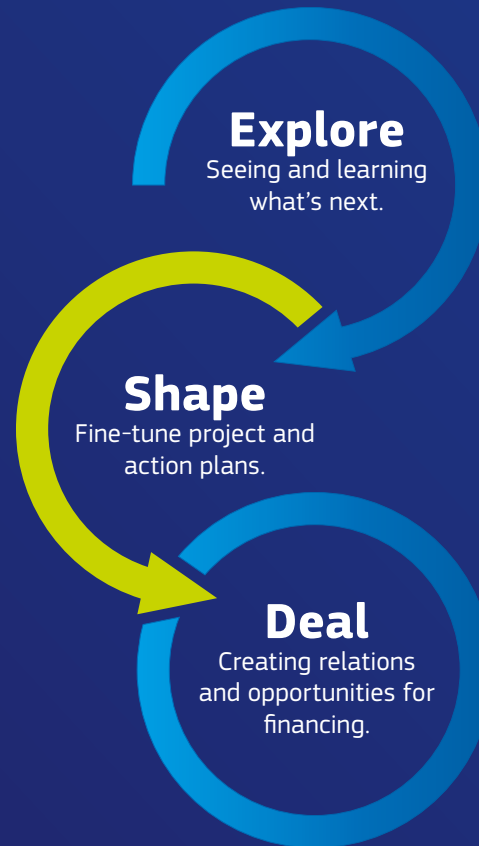 Explore
Seeing and learning
what’s next.
Shape
Fine-tune project and
action plans.
Deal
Creating relations
and opportunities for
financing.